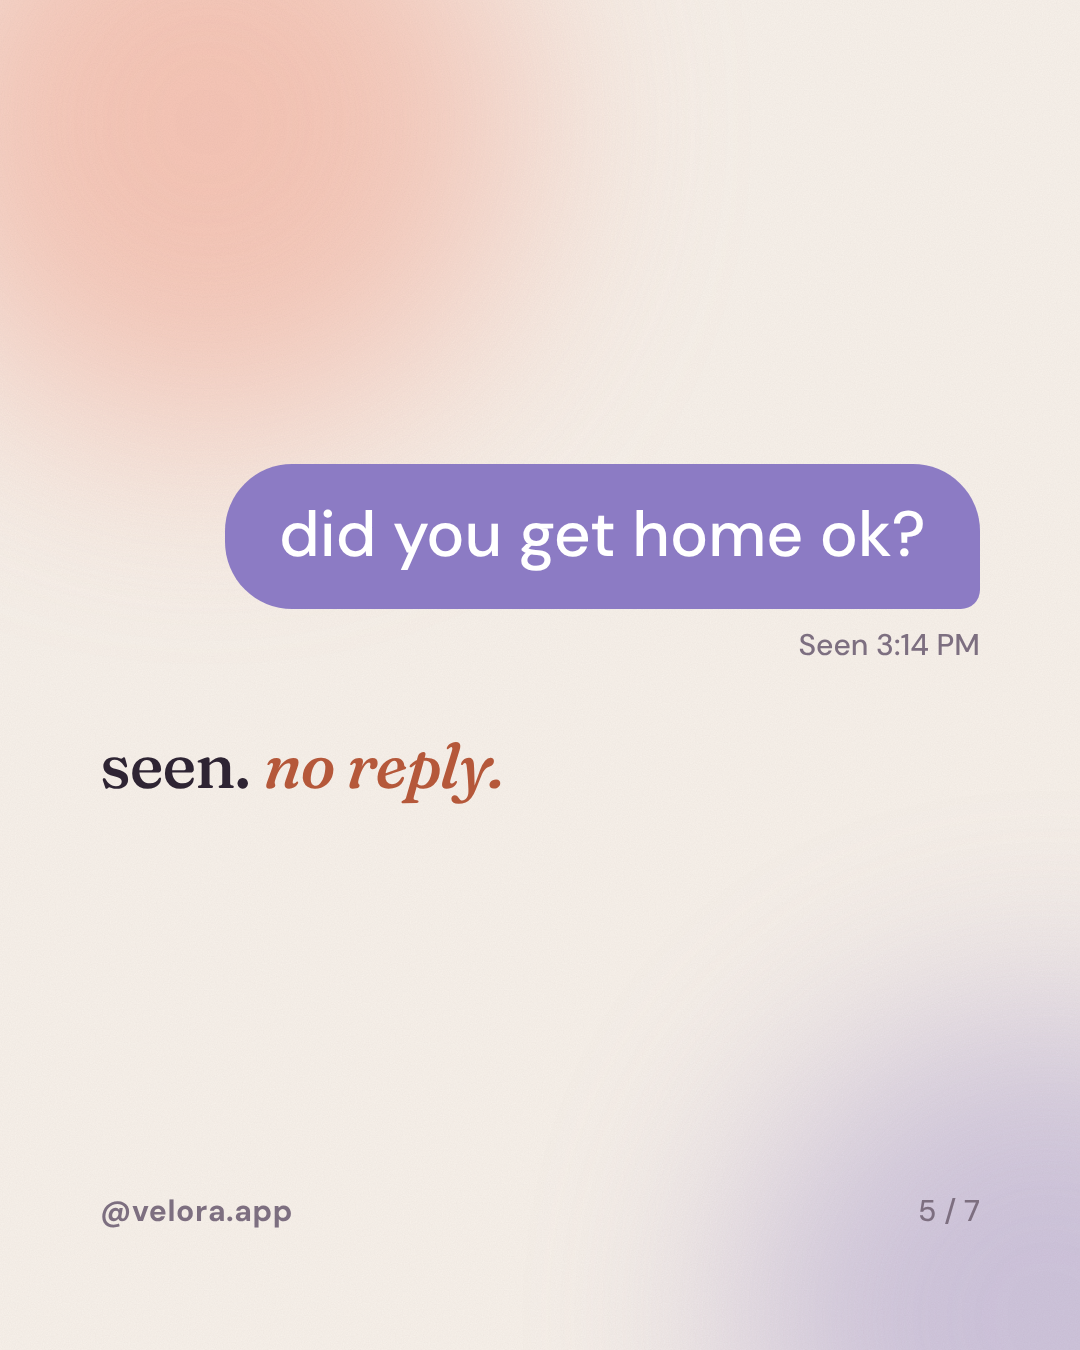 did you get home ok?
Seen 3:14 PM
seen. no reply.
@velora.app
5 / 7